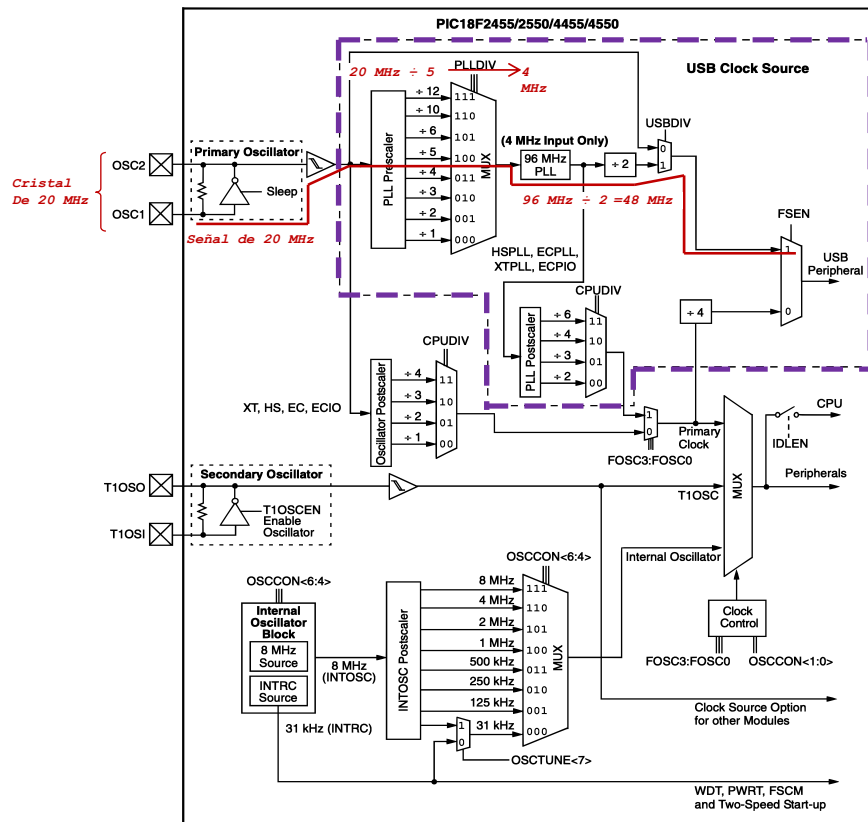 PIC18F2455/2550/4455/4550
USB Clock Source
20 MHz ÷ 5
4
MHz
PLLDIV
÷ 12
÷ 10
÷ 6
÷ 5
÷ 4
÷ 3
÷ 2
÷ 1
111
110
101
100
011
010
001
000
PLL Prescaler
MUX
(4 MHz Input Only)
96 MHz
PLL
÷ 2
USBDIV
0
1
96 MHz ÷ 2 =48 MHz
FSEN
1
0
USB
Peripheral
OSC2
OSC1
Cristal
De 20 MHz
Primary Oscillator
Sleep
Señal de 20 MHz
HSPLL, ECPLL,
XTPLL, ECPIO
CPUDIV
PLL Postscaler
÷ 6
÷ 4
÷ 3
÷ 2
11
10
01
00
÷ 4
CPUDIV
Oscillator Postscaler
÷ 4
÷ 3
÷ 2
÷ 1
11
10
01
00
XT, HS, EC, ECIO
1
0
FOSC3:FOSC0
Primary
Clock
CPU
IDLEN
Peripherals
MUX
T1OSO
T1OSI
Secondary Oscillator
T1OSCEN
Enable
Oscillator
T1OSC
Internal Oscillator
OSCCON<6:4>
Internal
Oscillator
Block
8 MHz
Source
INTRC
Source
8 MHz
(INTOSC)
31 kHz (INTRC)
INTOSC Postscaler
OSCCON<6:4>
8 MHz
4 MHz
2 MHz
1 MHz
500 kHz
250 kHz
125 kHz
31 kHz
111
110
101
100
011
010
001
000
MUX
1
0
OSCTUNE<7>
Clock
Control
FOSC3:FOSC0
OSCCON<1:0>
Clock Source Option
for other Modules
WDT, PWRT, FSCM
and Two-Speed Start-up